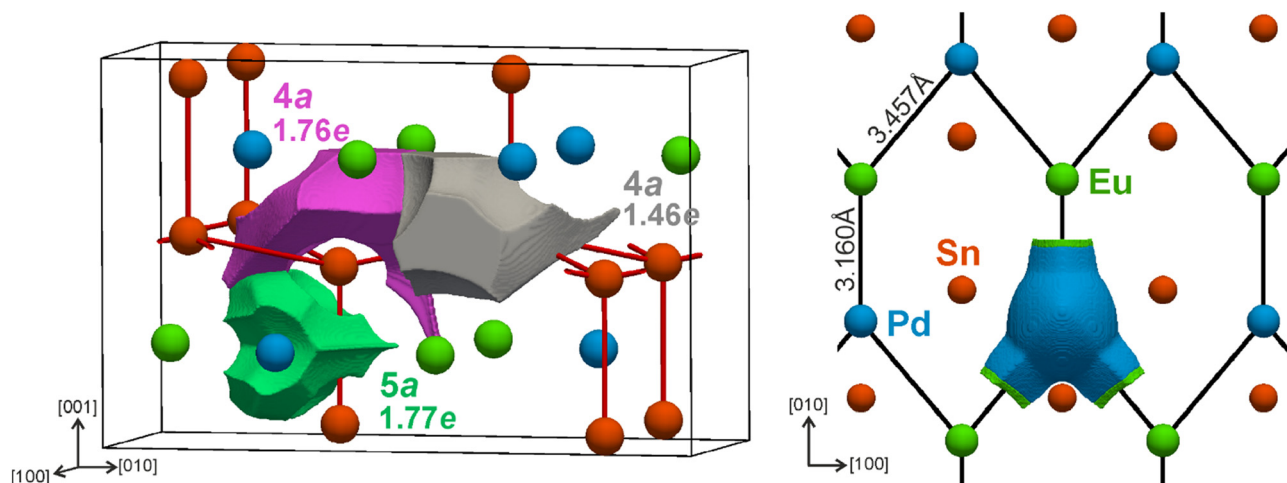 4a
1.76e
4a
1.46e
5a
1.77e
[001]
[100]
[010]
3.457Å
Eu
3.160Å
Sn
Pd
[010]
[100]